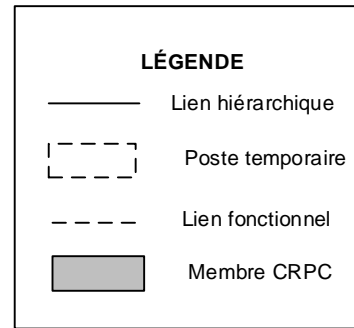 LÉGENDE
Lien hiérarchique
Poste temporaire
Lien fonctionnel
Membre CRPC